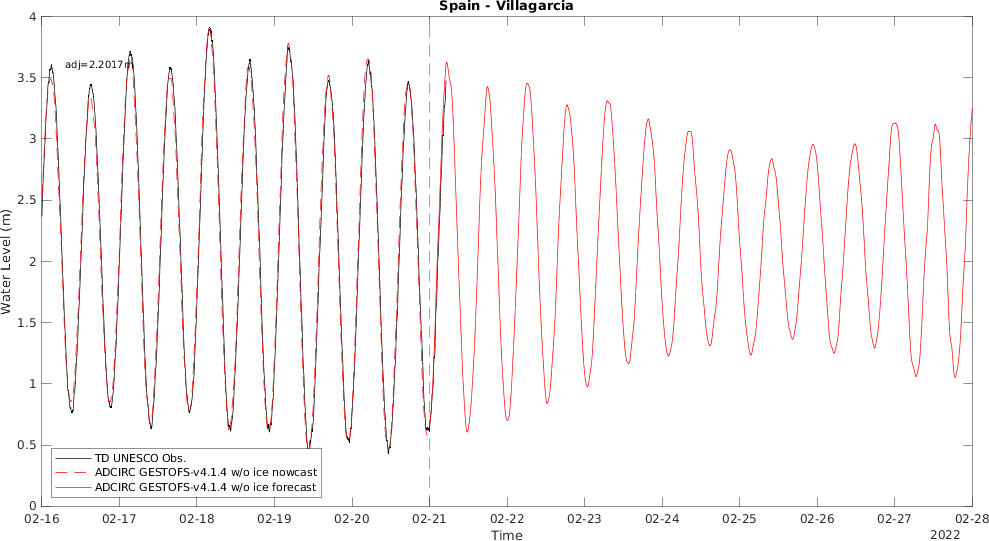 Spain - Villagarcia
4
adj=2.2017m
3.5
3
2.5
2
1.5
1
0.5
0
Water Level (m)
TD UNESCO Obs.
ADCIRC GESTOFS-v4.1.4 w/o ice nowcast
ADCIRC GESTOFS-v4.1.4 w/o ice forecast
02-16 02-17 02-18 02-19 02-20 02-21 02-22 02-23 02-24 02-25 02-26 02-27 02-28
Time
2022